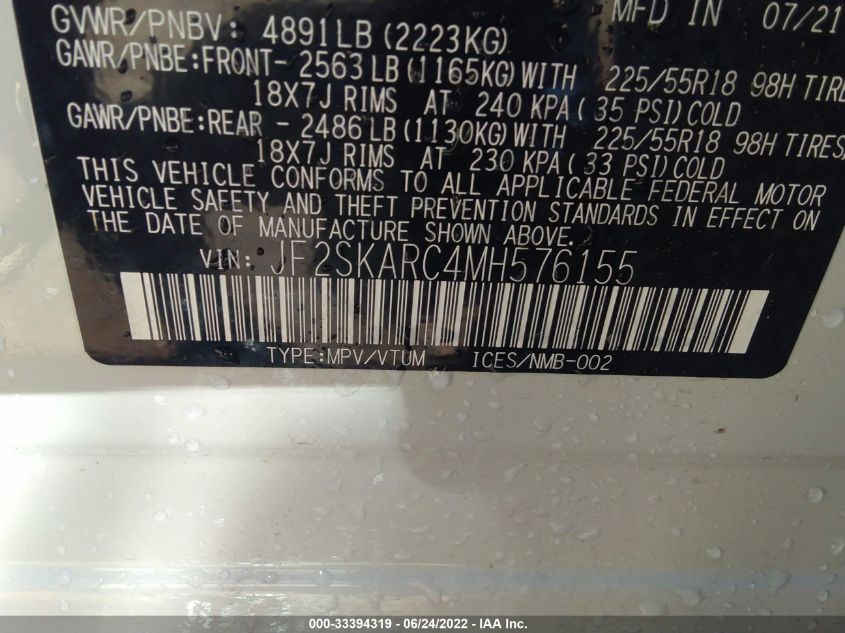 MFD IN 07/21
GVWR/PNBV: 4891LB (2223KG)
GAWR/PNBE:FRONT- 2563 LB(1165KG)WITH 225/55R18 98H TIRE
18X7J RIMS AT 240 KPA( 35 PSI)COLD
GAWR/PNBE:REAR - 2486 LB(1130KG)WITH 225/55R18 98H TIRES
18X7J RIMS AT 230 KPA( 33 PSI)COLD
THIS VEHICLE CONFORMS TO ALL APPLICABLE FEDERAL MOTOR
VEHICLE SAFETY AND THEFT PREVENTION STANDARDS IN EFFECT ON
THE DATE OF MANUFACTURE SHOWN ABOVE.
VIN: JF2SKARC4MH576155
TYPE:MPV/VTUM ICES/NMB-002
000-33394319 - 06/24/2022 - IAA Inc.